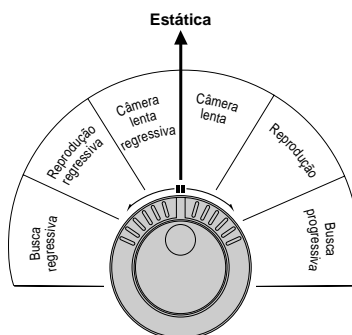 Estática
Câmera
lenta
regressiva
Câmera
lenta
Reprodução
regressiva
Reprodução
Busca
regressiva
Busca
progressiva